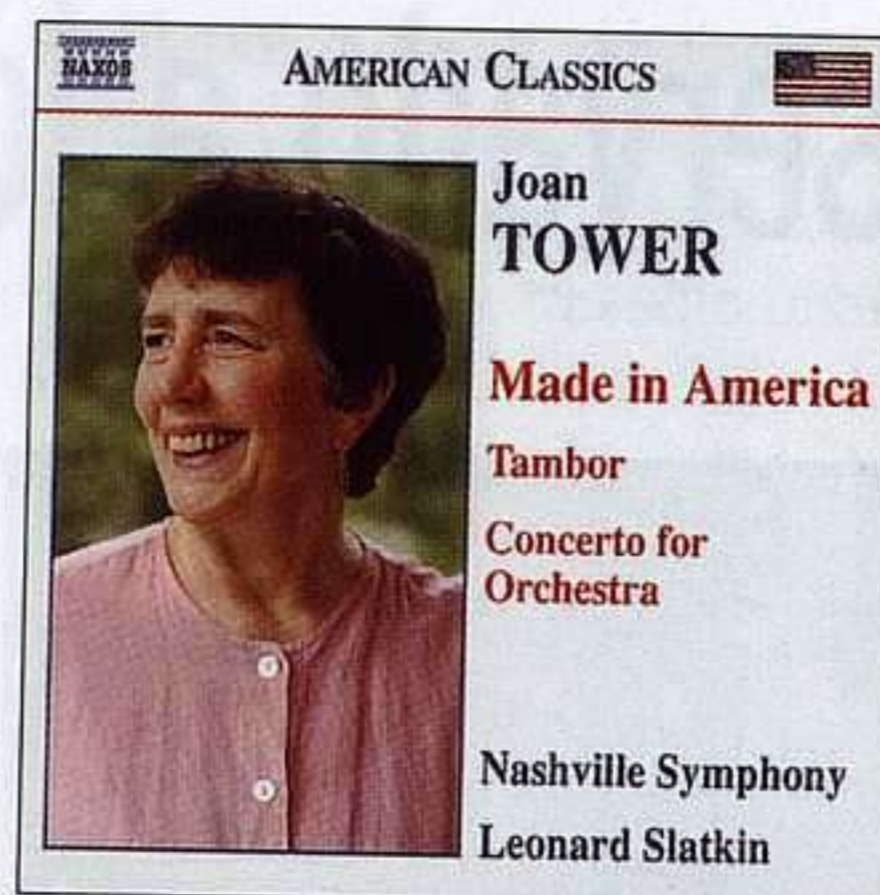 NAXOS
AMERICAN CLASSICS
Joan
TOWER
Made in America
Tambor
Concerto for
Orchestra
Nashville Symphony
Leonard Slatkin